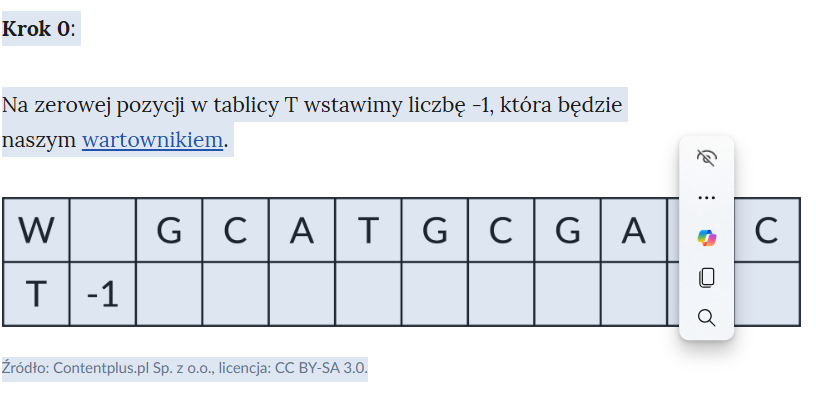 Krok 0:
Na zerowej pozycji w tablicy T wstawimy liczbę -1, która będzie
naszym wartownikiem.
W G C A T G C G A C
T -1
Źródło: Contentplus.pl Sp. z o.o., licencja: CC BY-SA 3.0.